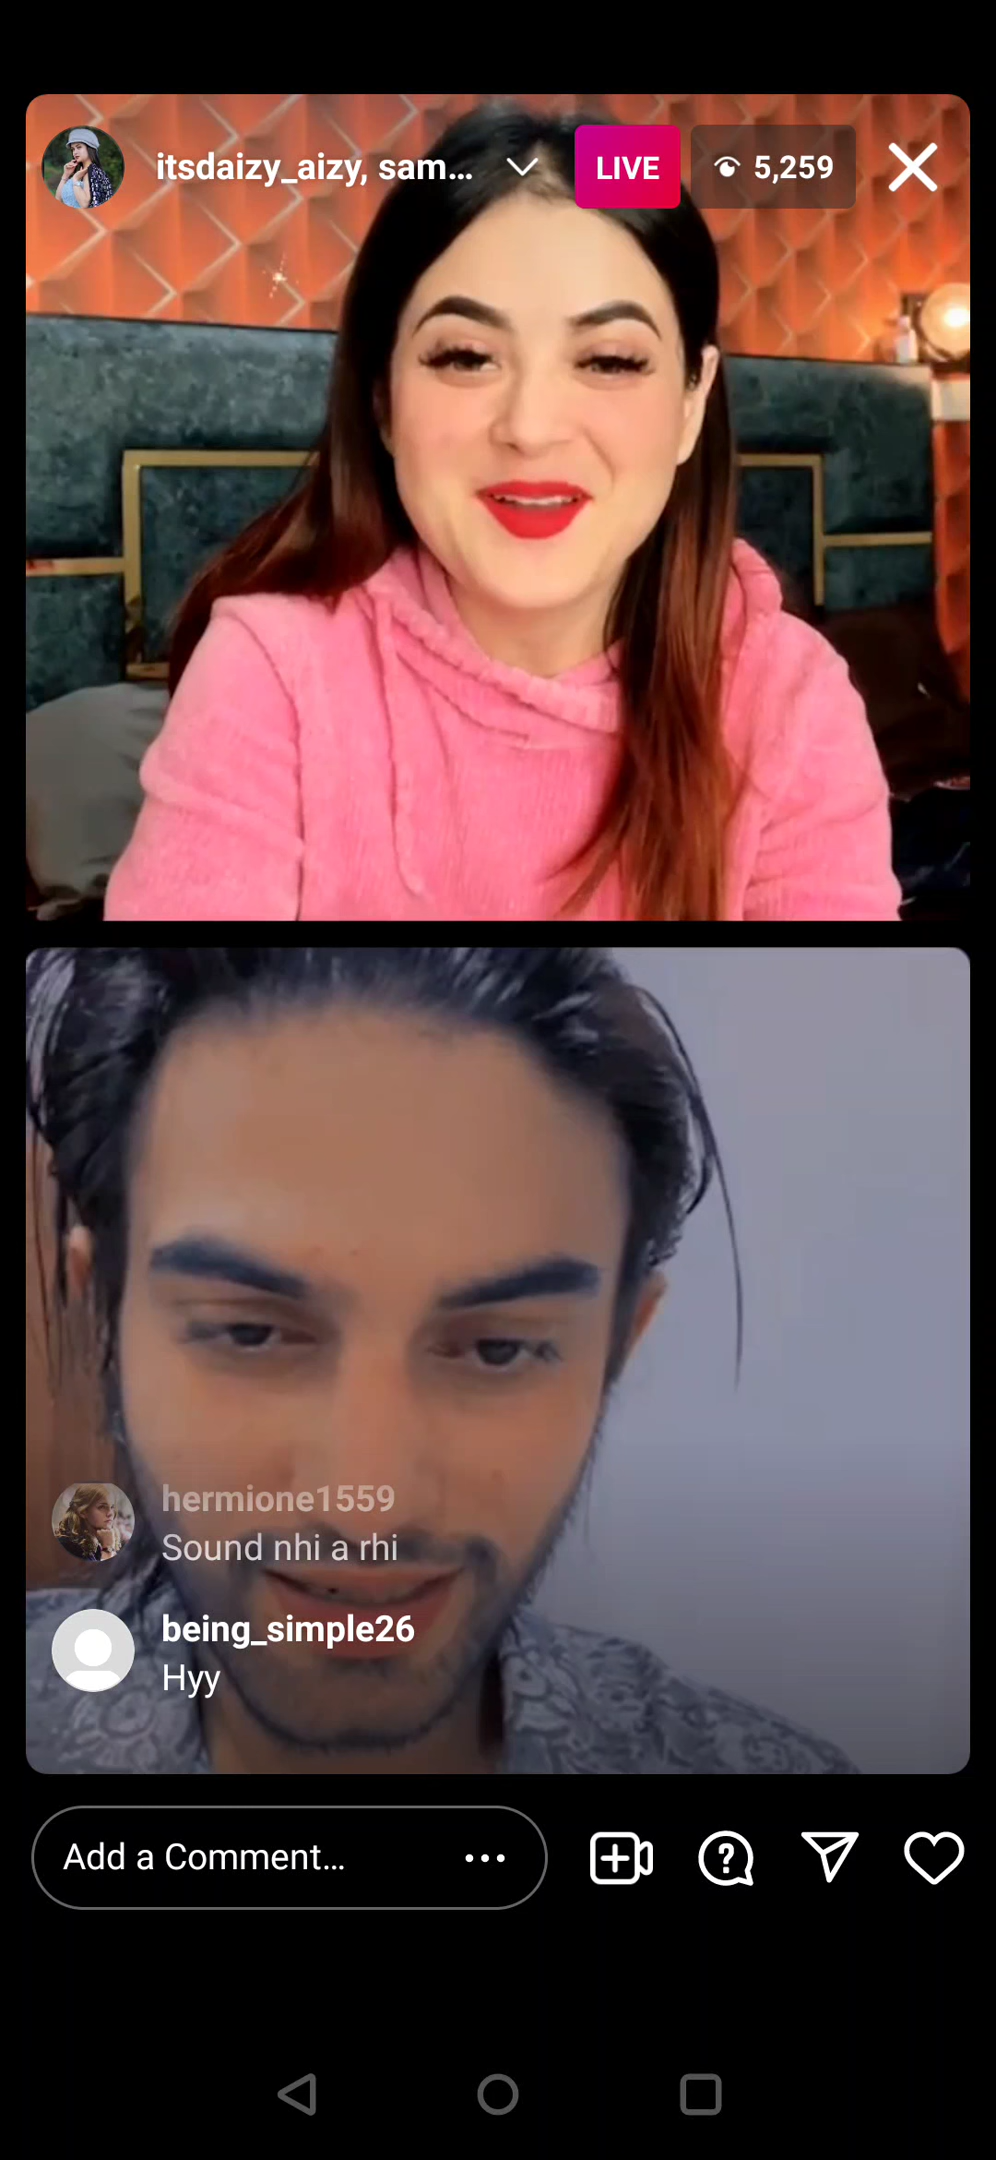 itsdaizy_aizy, sam...
LIVE
5,259
hermione1559
Sound nhi a rhi
being_simple26
Hyy
Add a Comment...